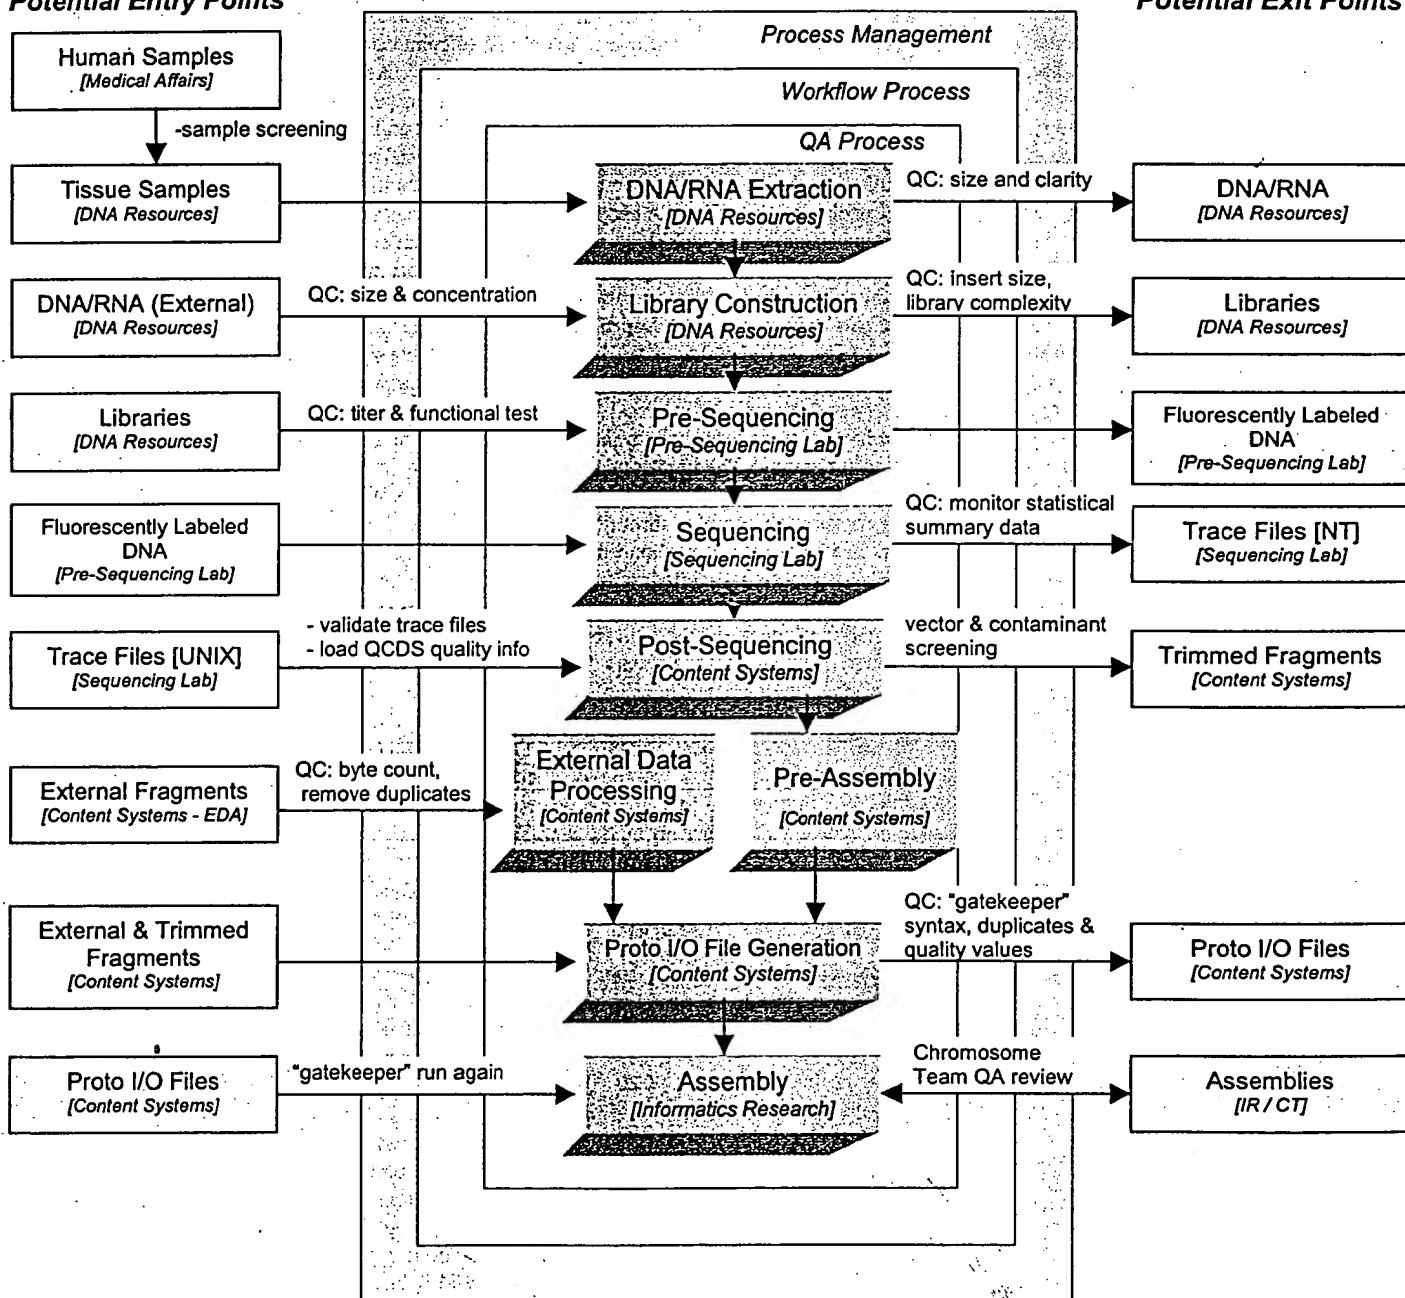 Potential Entry Points
Potential Exit Points
Process Management
Human Samples
[Medical Affairs]
Workflow Process
-sample screening
QA Process
Tissue Samples
[DNA Resources]
DNA/RNA Extraction
[DNA Resources]
QC: size and clarity
DNA/RNA
[DNA Resources]
DNA/RNA (External)
[DNA Resources]
QC: size & concentration
Library Construction
[DNA Resources]
QC: insert size,
library complexity
Libraries
[DNA Resources]
Libraries
[DNA Resources]
QC: titer & functional test
Pre-Sequencing
[Pre-Sequencing Lab]
Fluorescently Labeled
DNA
[Pre-Sequencing Lab]
Fluorescently Labeled
DNA
[Pre-Sequencing Lab]
Sequencing
[Sequencing Lab]
QC: monitor statistical
summary data
Trace Files [NT]
[Sequencing Lab]
Trace Files [UNIX]
[Sequencing Lab]
- validate trace files
- load QCDS quality info
Post-Sequencing
[Content Systems]
vector & contaminant
screening
Trimmed Fragments
[Content Systems]
External Fragments
[Content Systems - EDA]
QC: byte count,
remove duplicates
External Data
Processing
[Content Systems]
Pre-Assembly
[Content Systems]
External & Trimmed
Fragments
[Content Systems]
Proto I/O File Generation
[Content Systems]
QC: "gatekeeper"
syntax, duplicates &
quality values
Proto I/O Files
[Content Systems]
Proto I/O Files
[Content Systems]
"gatekeeper" run again
Assembly
[Informatics Research]
Chromosome
Team QA review
Assemblies
[IR / CT]